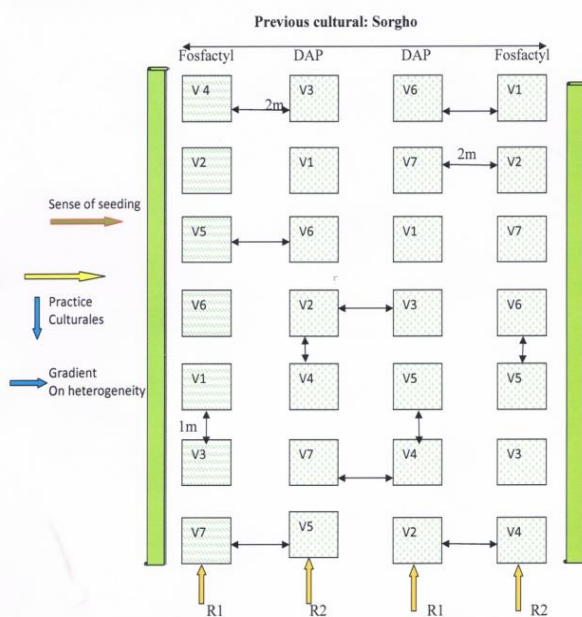 Previous cultural: Sorgho
Fosfactyl DAP DAP Fosfactyl
V 4 2m V3 V6 V1
V2 V1 V7 2m V2
Sense of seeding
V5 V6 V1 V7
Practice
Culturales
V6 V2 V3 V6
Gradient
On heterogeneity
V1 V4 V5 V5
1m
V3 V7 V4 V3
V7 V5 V2 V4
R1 R2 R1 R2